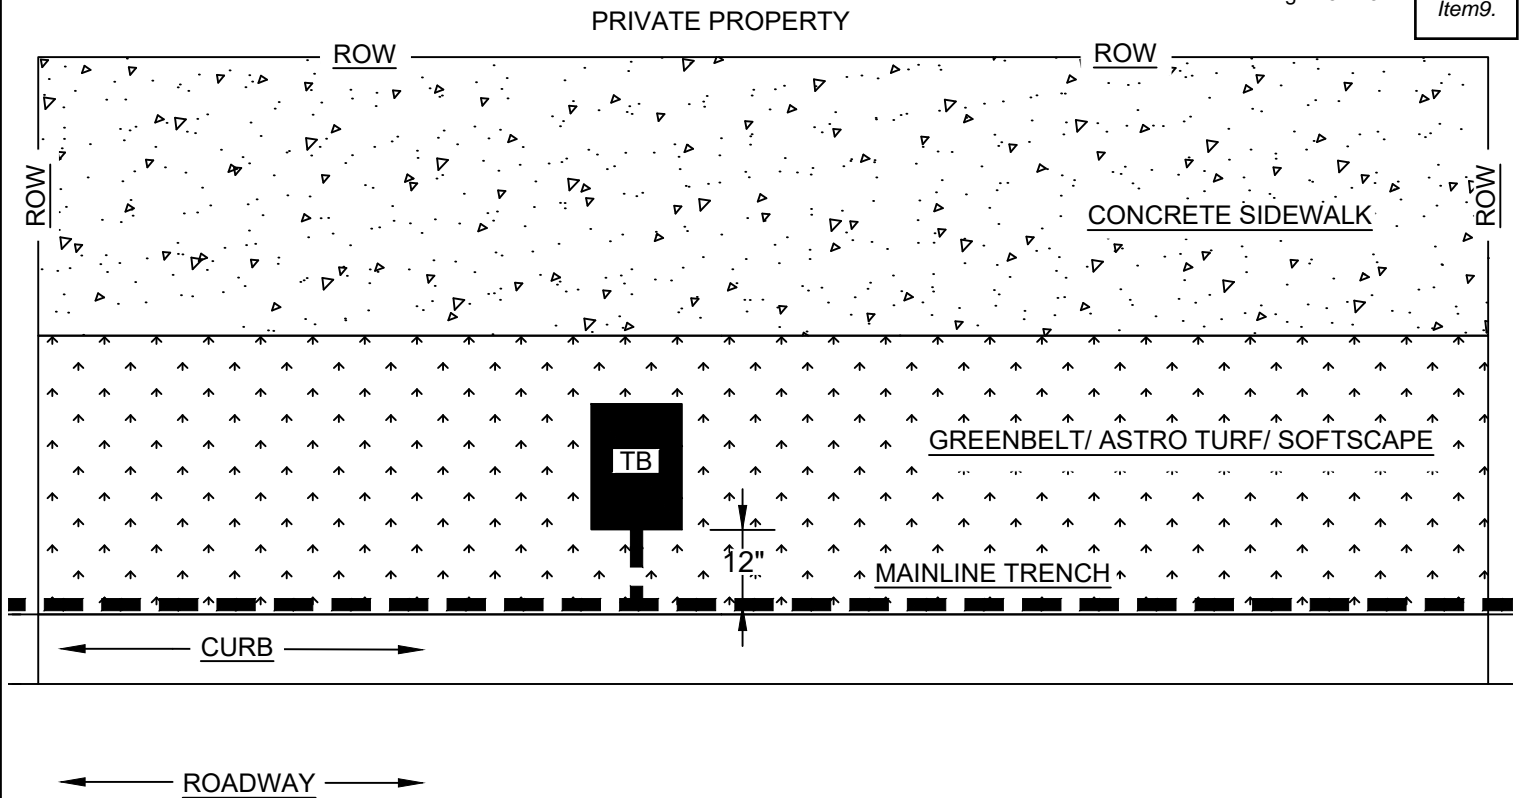 Item9.
PRIVATE PROPERTY
ROW
ROW
ROW
ROW
CONCRETE SIDEWALK
GREENBELT/ ASTRO TURF/ SOFTSCAPE
TB
12"
MAINLINE TRENCH
CURB
ROADWAY